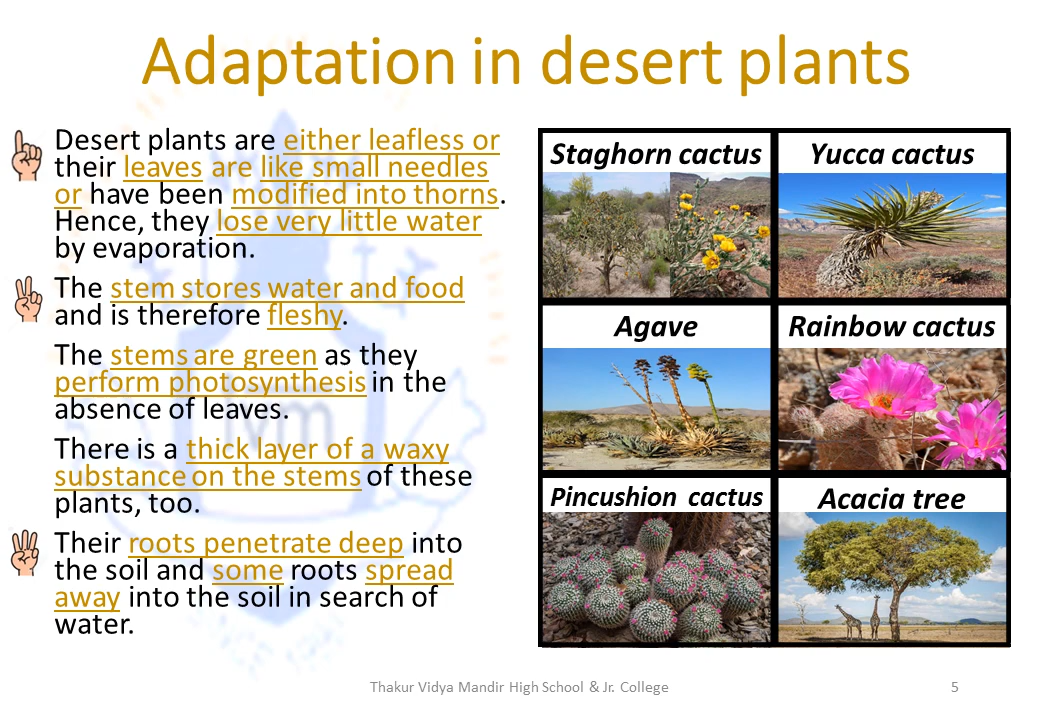 Adaptation in desert plants
Desert plants are either leafless or
their leaves are like small needles
or have been modified into thorns.
Hence, they lose very little water
by evaporation.
The stem stores water and food
and is therefore fleshy.
The stems are green as they
perform photosynthesis in the
absence of leaves.
There is a thick layer of a waxy
substance on the stems of these
plants, too.
Their roots penetrate deep into
the soil and some roots spread
away into the soil in search of
water.
Staghorn cactus
Yucca cactus
Agave
Rainbow cactus
Pincushion cactus
Acacia tree
Thakur Vidya Mandir High School & Jr. College
5